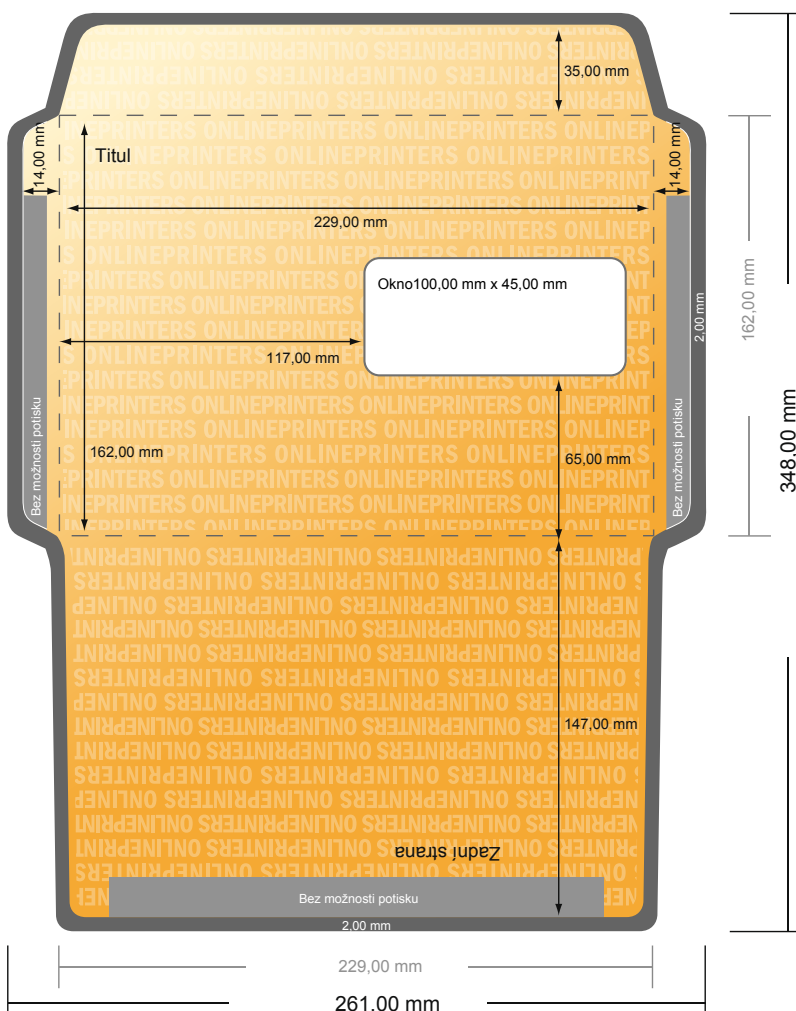 35,00 mm
14,00 mm
Titul
14,00 mm
229,00 mm
Okno100,00 mm x 45,00 mm
2,00 mm
162,00 mm
117,00 mm
348.00 mm
162,00 mm
65,00 mm
Bez možnosti potisku
Bez možnosti potisku
147,00 mm
Zadní strana
Bez možnosti potisku
2,00 mm
229,00 mm
261.00 mm
ONLINEPRINTERS